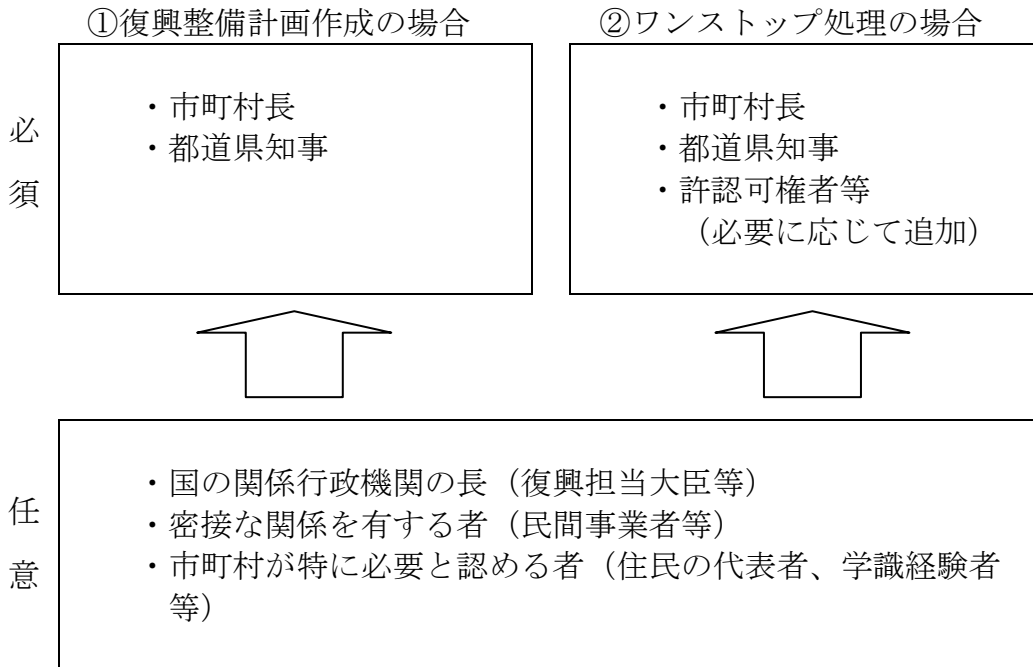 ①復興整備計画作成の場合
②ワンストップ処理の場合
必須
・市町村長
・都道県知事
・市町村長
・都道県知事
・許認可権者等
(必要に応じて追加)
任意
・国の関係行政機関の長(復興担当大臣等)
・密接な関係を有する者(民間事業者等)
・市町村が特に必要と認める者(住民の代表者、学識経験者
等)